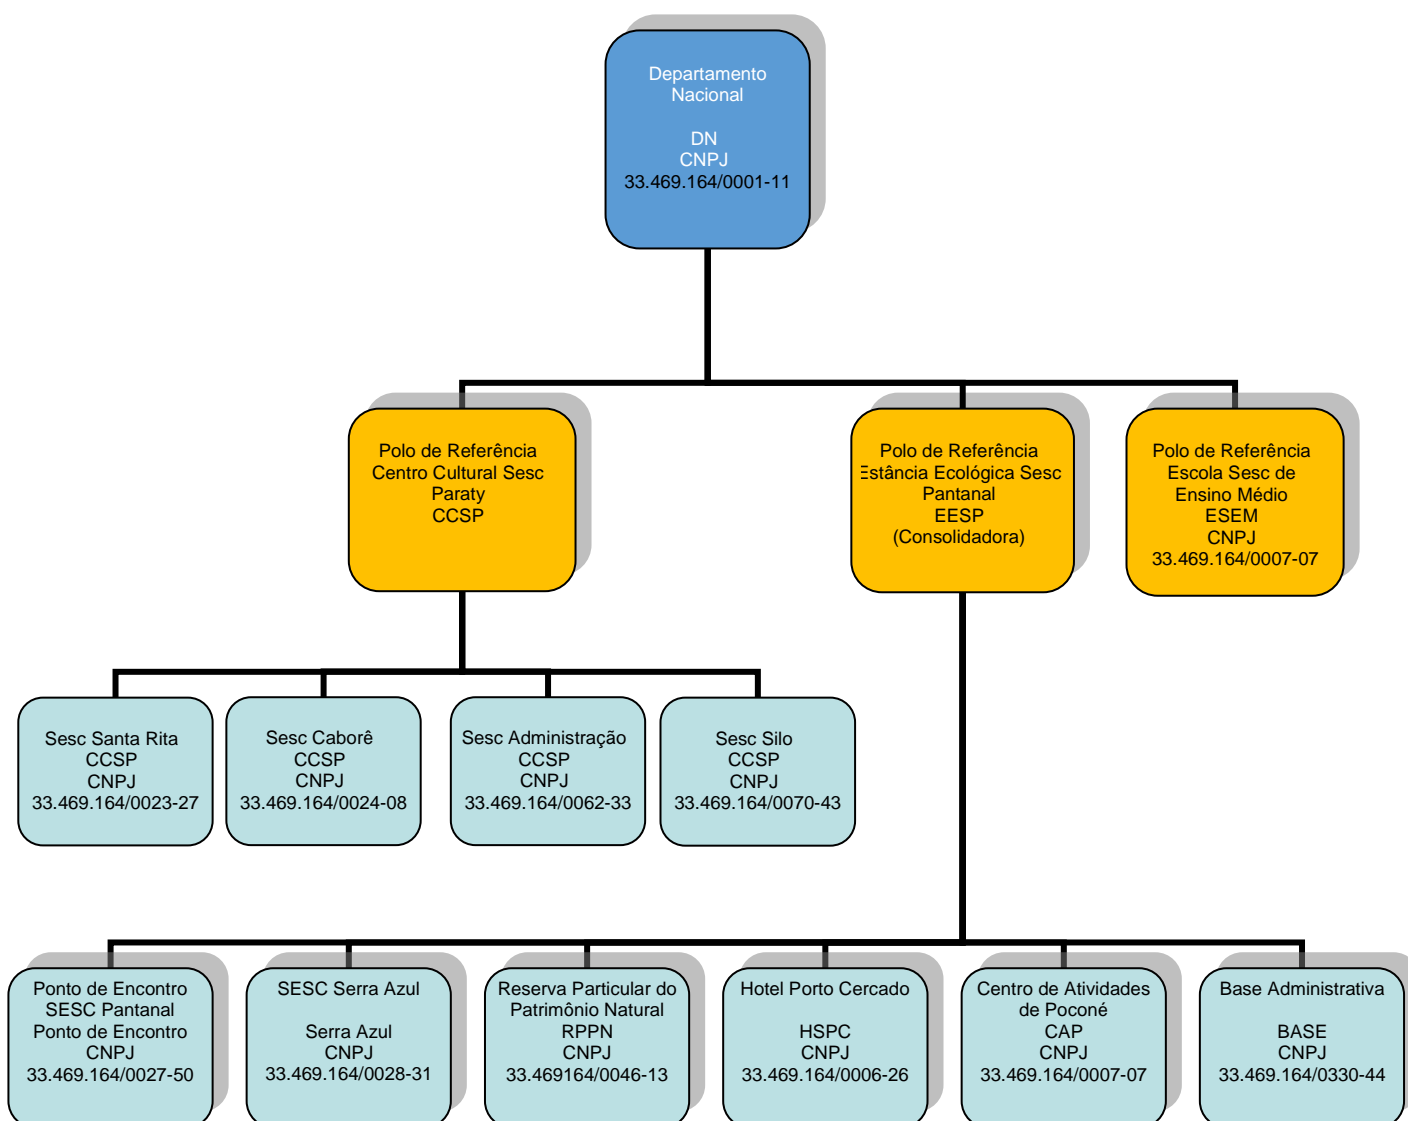 Departamento
Nacional
DN
CNPJ
33.469.164/0001-11
Polo de Referência
Centro Cultural Sesc
Paraty
CCSP
Polo de Referência
Estância Ecológica Sesc
Pantanal
EESP
(Consolidadora)
Polo de Referência
Escola Sesc de
Ensino Médio
ESEM
CNPJ
33.469.164/0007-07
Sesc Santa Rita
CCSP
CNPJ
33.469.164/0023-27
Sesc Caborê
CCSP
CNPJ
33.469.164/0024-08
Sesc Administração
CCSP
CNPJ
33.469.164/0062-33
Sesc Silo
CCSP
CNPJ
33.469.164/0070-43
Ponto de Encontro
SESC Pantanal
Ponto de Encontro
CNPJ
33.469.164/0027-50
SESC Serra Azul
Serra Azul
CNPJ
33.469.164/0028-31
Reserva Particular do
Patrimônio Natural
RPPN
CNPJ
33.469164/0046-13
Hotel Porto Cercado
HSPC
CNPJ
33.469.164/0006-26
Centro de Atividades
de Poconé
CAP
CNPJ
33.469.164/0007-07
Base Administrativa
BASE
CNPJ
33.469.164/0330-44